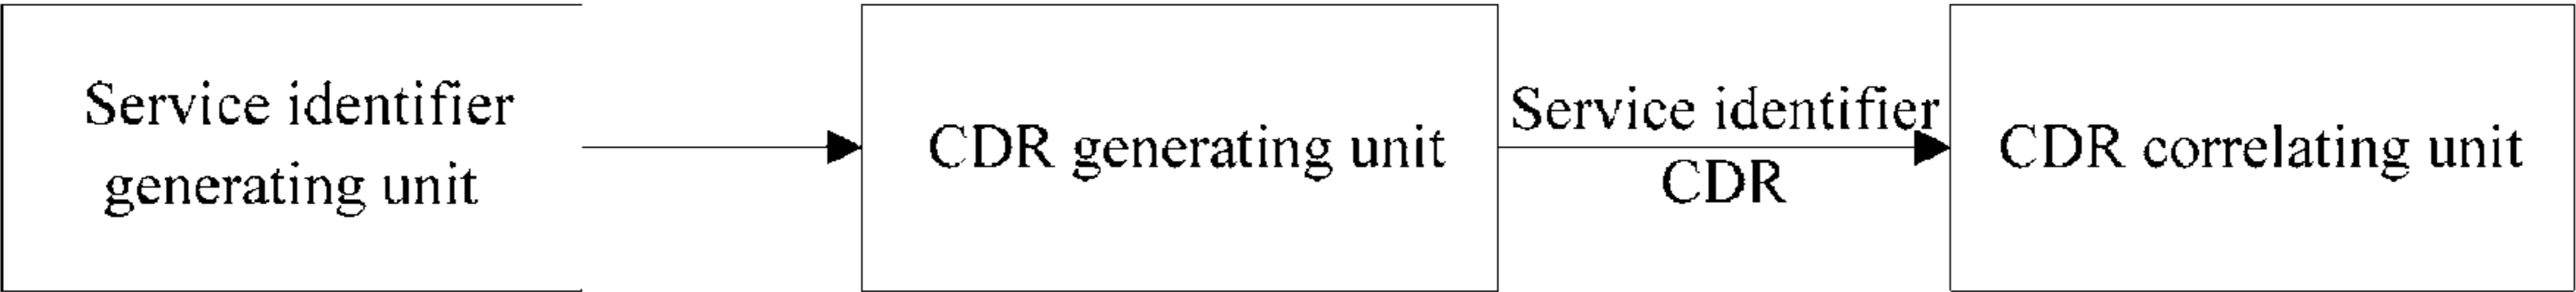 Service identifier
generating unit
CDR generating unit
Service identifier
CDR
CDR correlating unit